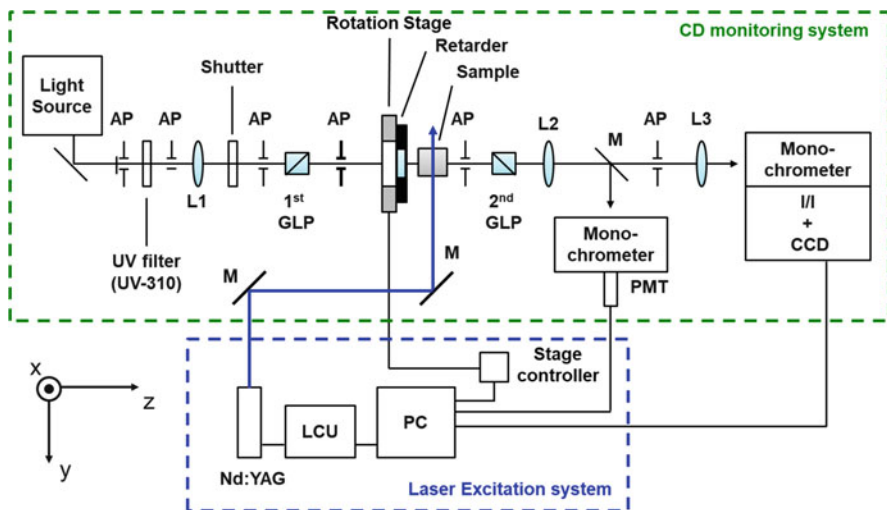 Rotation Stage
CD monitoring system
Retarder
Shutter
Sample
Light
Source
AP
AP
AP
AP
AP
L2
M
AP
L3
L1
1st
GLP
2nd
GLP
Mono-
chrometer
I/I
+
CCD
UV filter
(UV-310)
M
M
Mono-
chrometer
PMT
Stage
controller
x
z
y
LCU
PC
Nd:YAG
Laser Excitation system